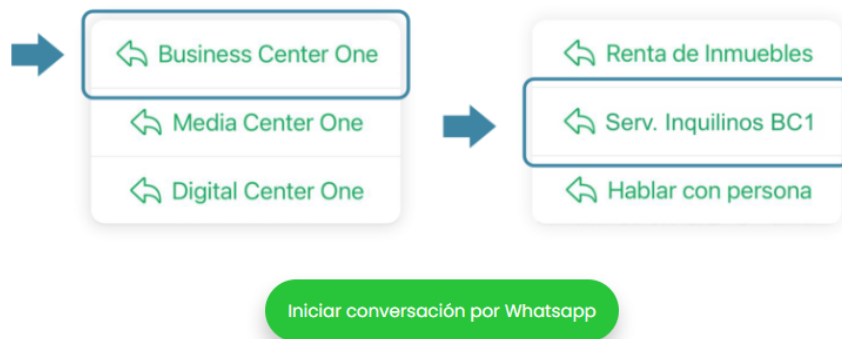 Business Center One
Media Center One
Digital Center One
Renta de Inmuebles
Serv. Inquilinos BC1
Hablar con persona
Iniciar conversación por Whatsapp